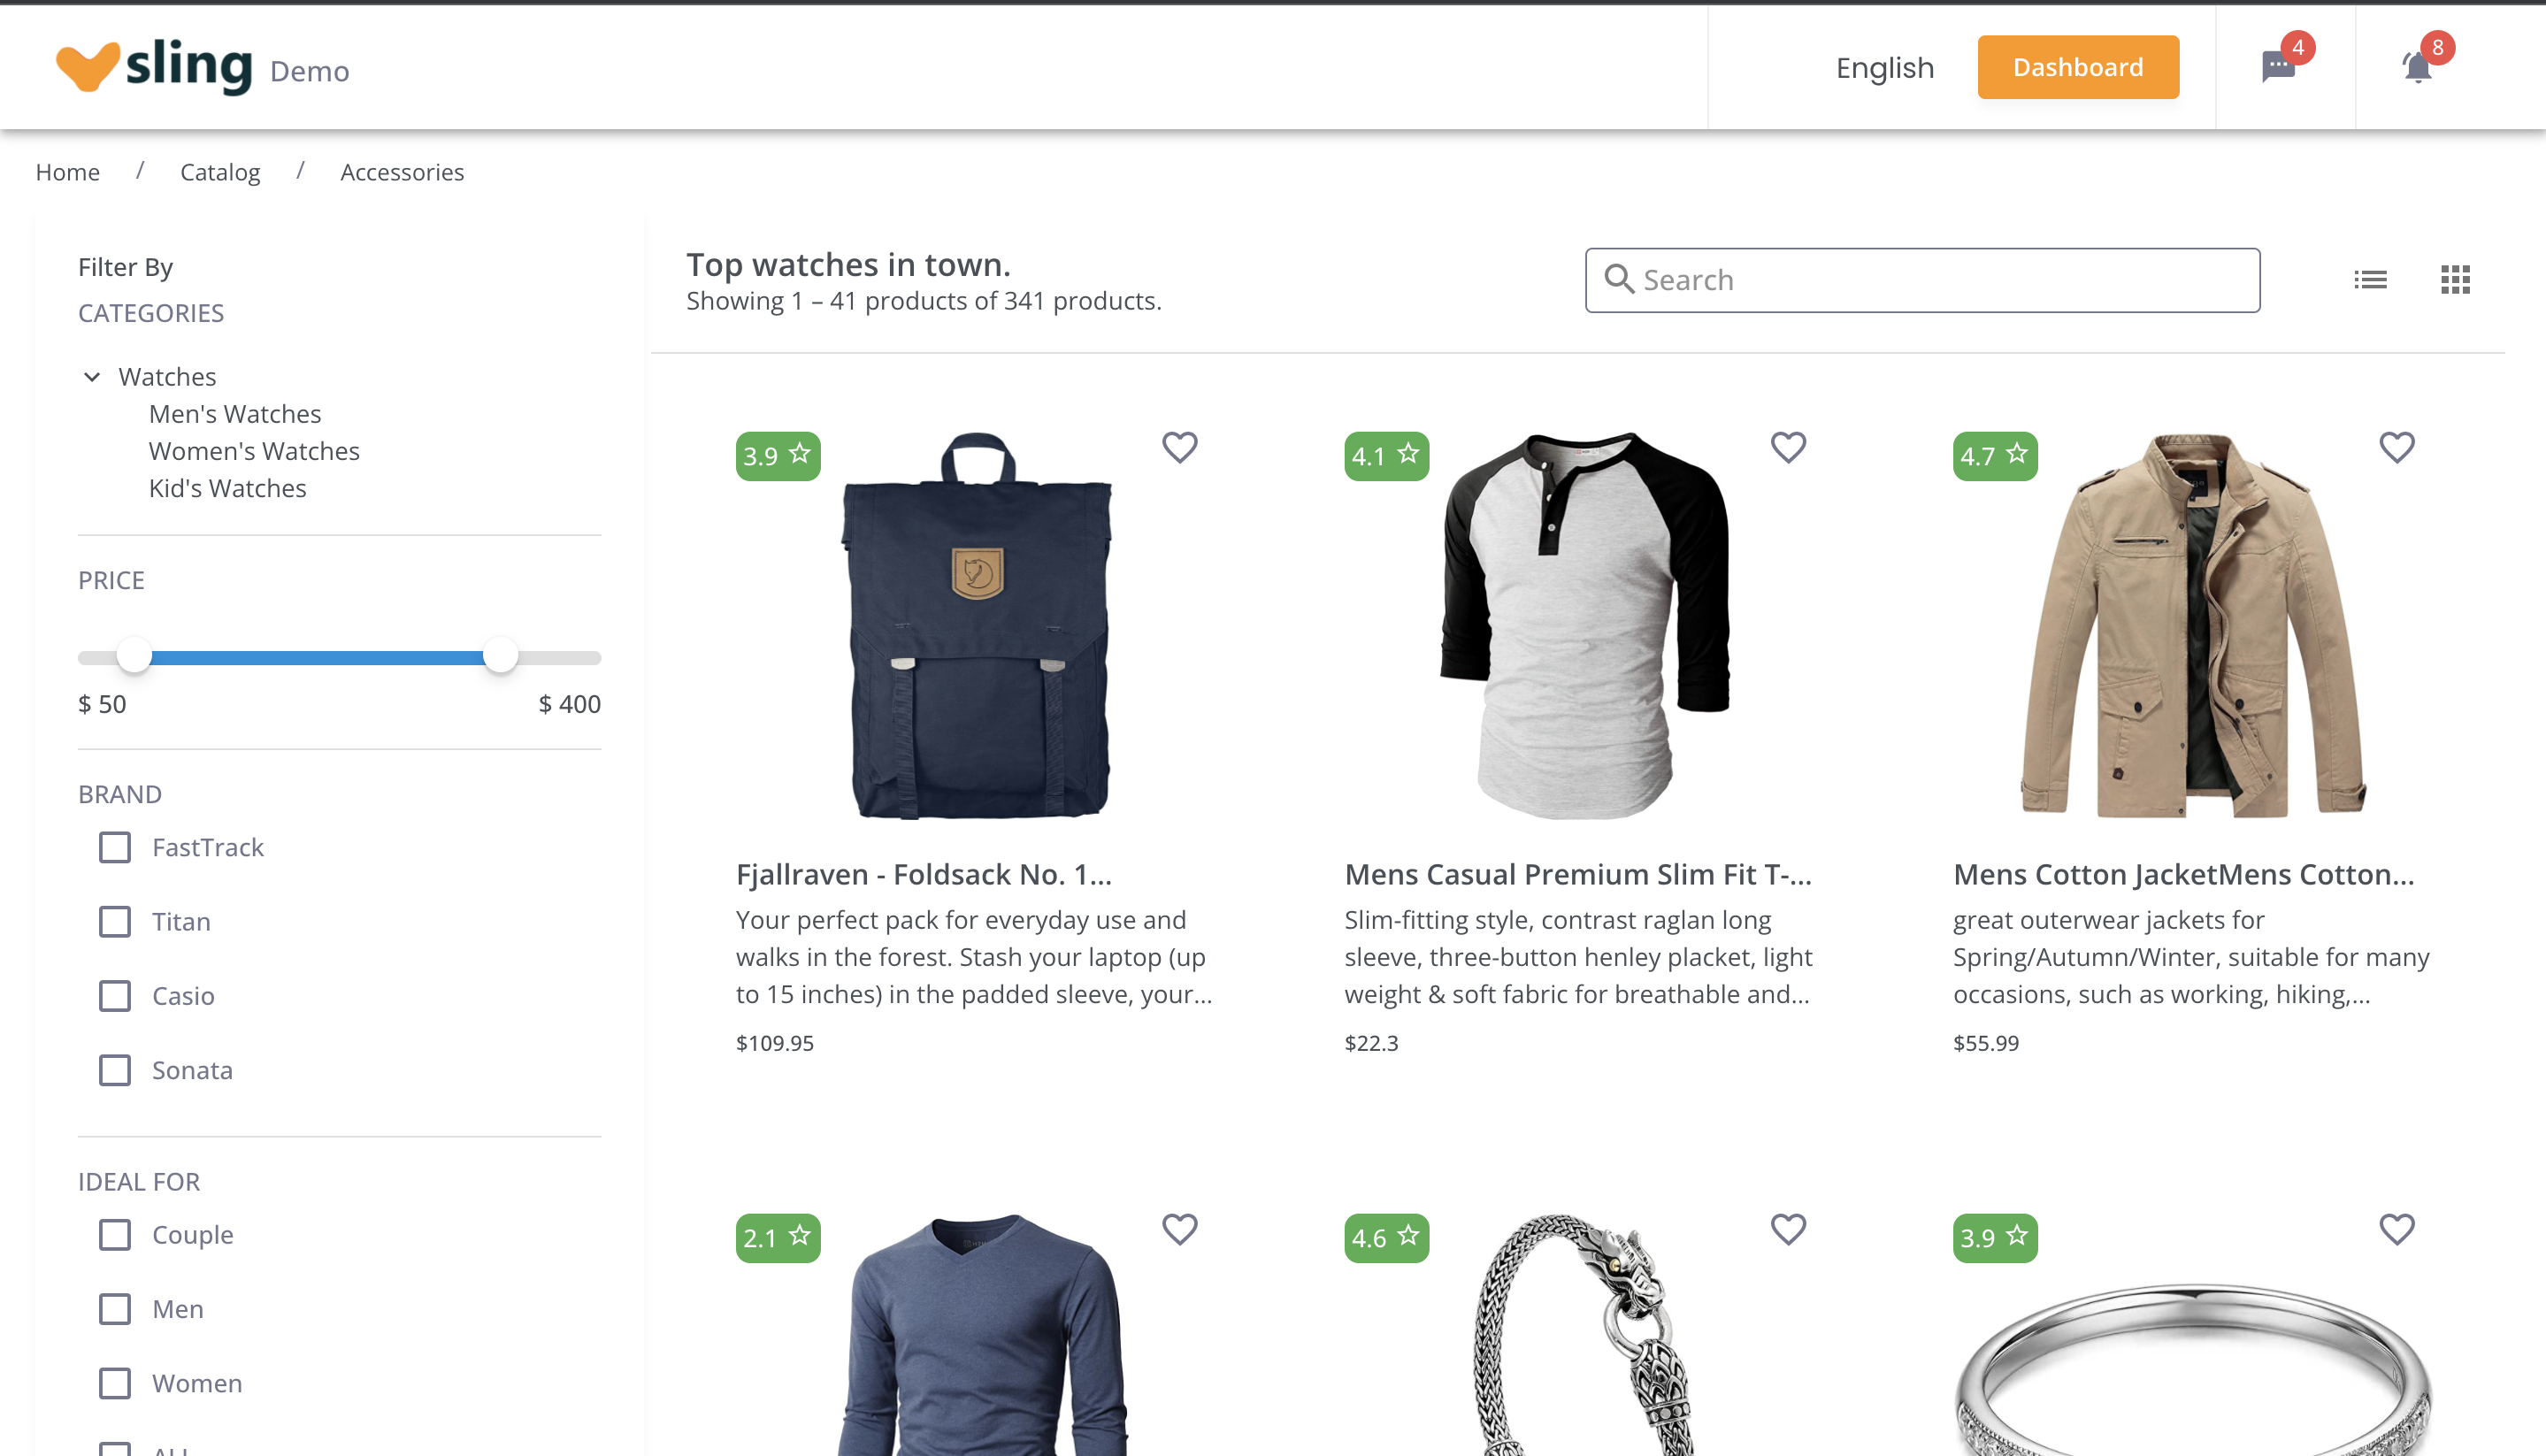 sling Demo
English
Dashboard
4
8
Home / Catalog / Accessories
Filter By
CATEGORIES
Watches
Men's Watches
Women's Watches
Kid's Watches
PRICE
$ 50
$ 400
BRAND
FastTrack
Titan
Casio
Sonata
IDEAL FOR
Couple
Men
Women
Top watches in town.
Showing 1 – 41 products of 341 products.
Search
3.9
Fjallraven - Foldsack No. 1...
Your perfect pack for everyday use and
walks in the forest. Stash your laptop (up
to 15 inches) in the padded sleeve, your...
$109.95
4.1
Mens Casual Premium Slim Fit T-...
Slim-fitting style, contrast raglan long
sleeve, three-button henley placket, light
weight & soft fabric for breathable and...
$22.3
4.7
Mens Cotton JacketMens Cotton...
great outerwear jackets for
Spring/Autumn/Winter, suitable for many
occasions, such as working, hiking,...
$55.99
2.1
4.6
3.9